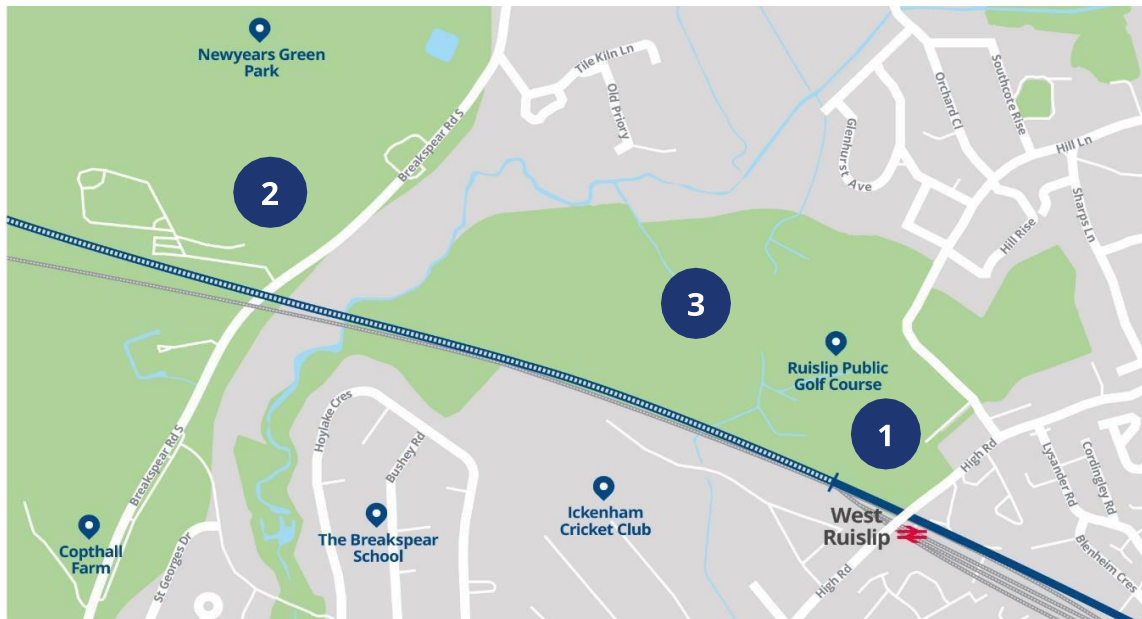 Newyears Green
Park
Tile Kiln Ln
Old Priory
Breakspear Rd S
Orchard Cl
Southcote Rise
Hill Ln
Glenhurst Ave
Sharps Ln
Hill Rise
2
3
Ruislip Public
Golf Course
1
Hoylake Cres
Bushey Rd
Breakspear Rd S
High Rd
Lysander Rd
Cordingley Rd
Ickenham
Cricket Club
West
Ruislip
The Breakspear
School
Copthall
Farm
St Georges Dr
High Rd
Blenheim Cres